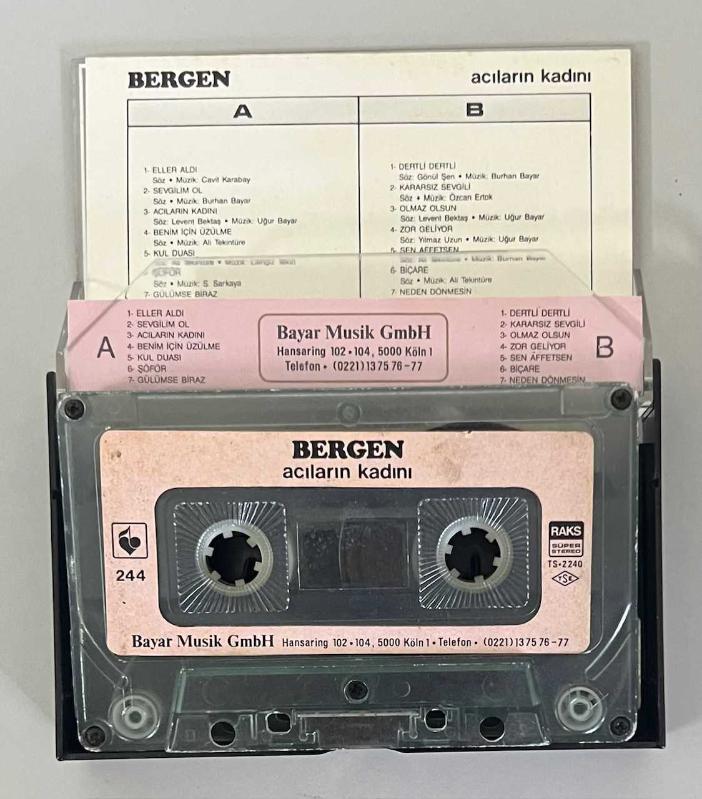 BERGEN acıların kadını
A B
1- ELLER ALDI
Söz • Müzik: Cavit Karabay
2- SEVGİLİM OL
Söz • Müzik: Burhan Bayar
3- ACILARIN KADINI
Söz: Levent Bektaş • Müzik: Uğur Bayar
4- BENİM İÇİN ÜZÜLME
Söz • Müzik: Ali Tekintüre
5- KUL DUASI
6- ŞOFÖR
Söz • Müzik: S. Sarkaya
7- GÜLÜMSE BİRAZ
1- DERTLİ DERTLİ
Söz: Gönül Şen • Müzik: Burhan Bayar
2- KARARSIZ SEVGİLİ
Söz • Müzik: Özcan Ertok
3- OLMAZ OLSUN
Söz: Levent Bektaş • Müzik: Uğur Bayar
4- ZOR GELİYOR
Söz: Yılmaz Uzun • Müzik: Uğur Bayar
5- SEN AFFETSEN
Müzik: Burhan Bayar
6- BİÇARE
Söz • Müzik: Ali Tekintüre
7- NEDEN DÖNMESİN
A
1- ELLER ALDI
2- SEVGİLİM OL
3- ACILARIN KADINI
4- BENİM İÇİN ÜZÜLME
5- KUL DUASI
6- ŞOFÖR
7- GÜLÜMSE BİRAZ
Bayar Musik GmbH
Hansaring 102 • 104, 5000 Köln 1
Telefon • (0221) 13 75 76 - 77
1- DERTLİ DERTLİ
2- KARARSIZ SEVGİLİ
3- OLMAZ OLSUN
4- ZOR GELİYOR
5- SEN AFFETSEN
6- BİÇARE
7- NEDEN DÖNMESİN
B
BERGEN
acıların kadını
244
RAKS
SÜPER
STEREO
TS•2240
TSE
Bayar Musik GmbH Hansaring 102 • 104, 5000 Köln 1 • Telefon • (0221) 13 75 76 - 77